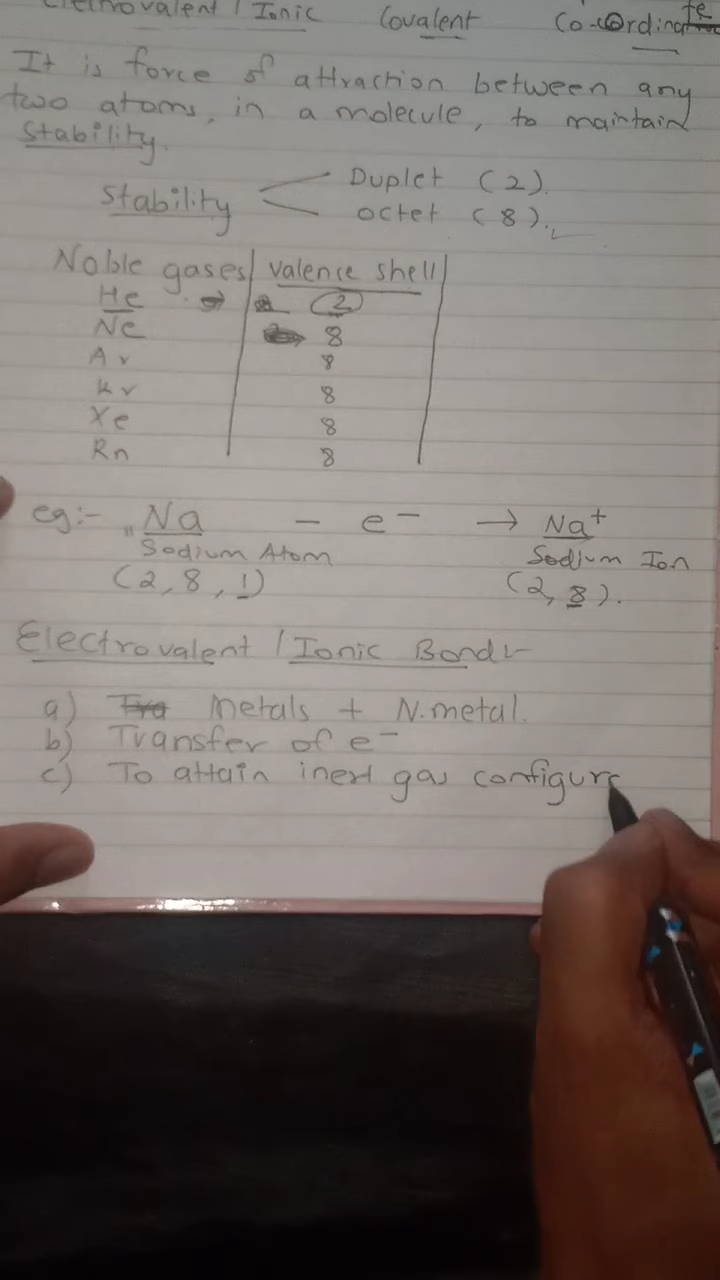 Electrovalent / Ionic Covalent Co-ordinate
It is force of attraction between any
two atoms, in a molecule, to maintain
stability.
Stability Duplet (2).
octet (8).
Noble gases valence shell
He → 2
Ne 8
Ar 8
Kr 8
Xe 8
Rn 8
eg:- Na - e⁻ → Na⁺
Sodium Atom Sodium Ion
(2, 8, 1) (2, 8).
Electrovalent / Ionic Bond:-
a) Metals + N.metal.
b) Transfer of e⁻
c) To attain inert gas configura